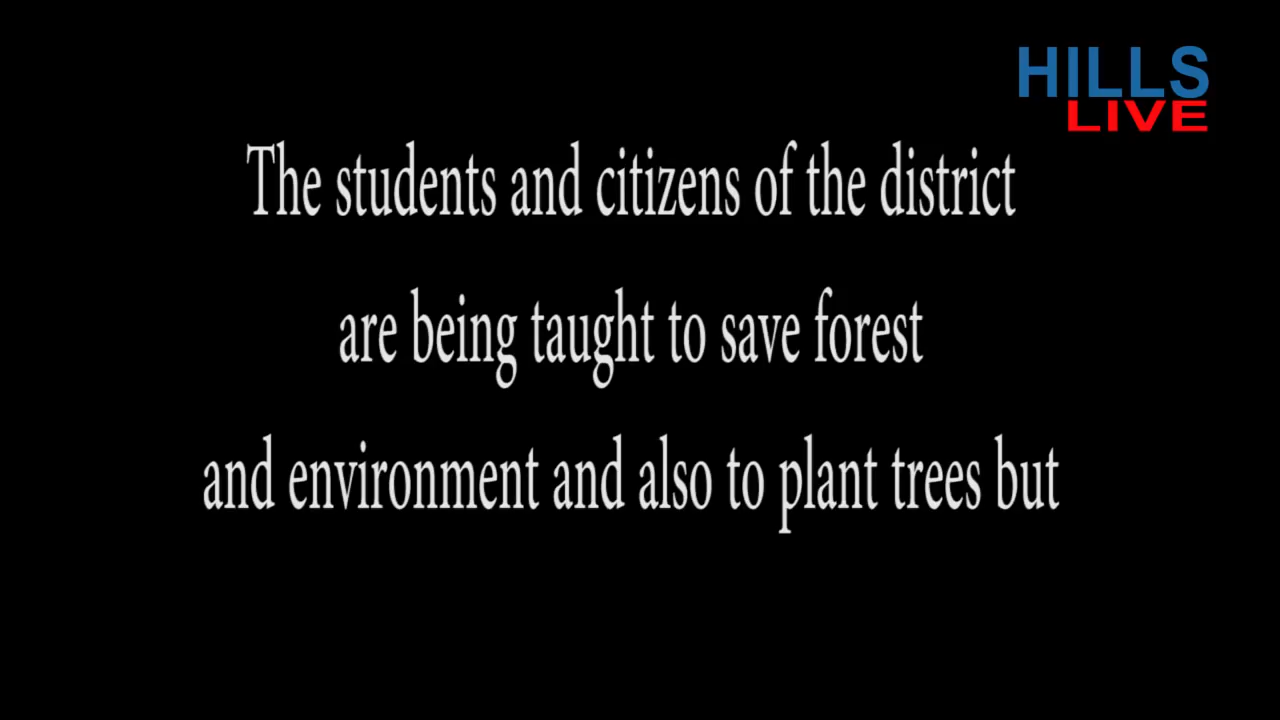 HILLS
LIVE
The students and citizens of the district
are being taught to save forest
and environment and also to plant trees but